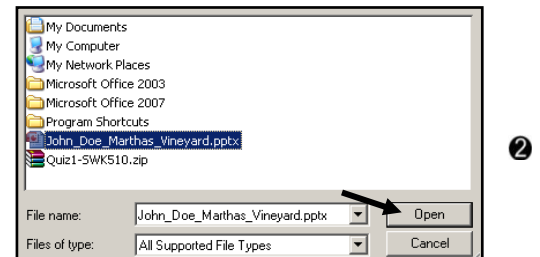 My Documents
My Computer
My Network Places
Microsoft Office 2003
Microsoft Office 2007
Program Shortcuts
John_Doe_Marthas_Vineyard.pptx
Quiz1-SWK510.zip
❷
File name: John_Doe_Marthas_Vineyard.pptx Open
Files of type: All Supported File Types Cancel